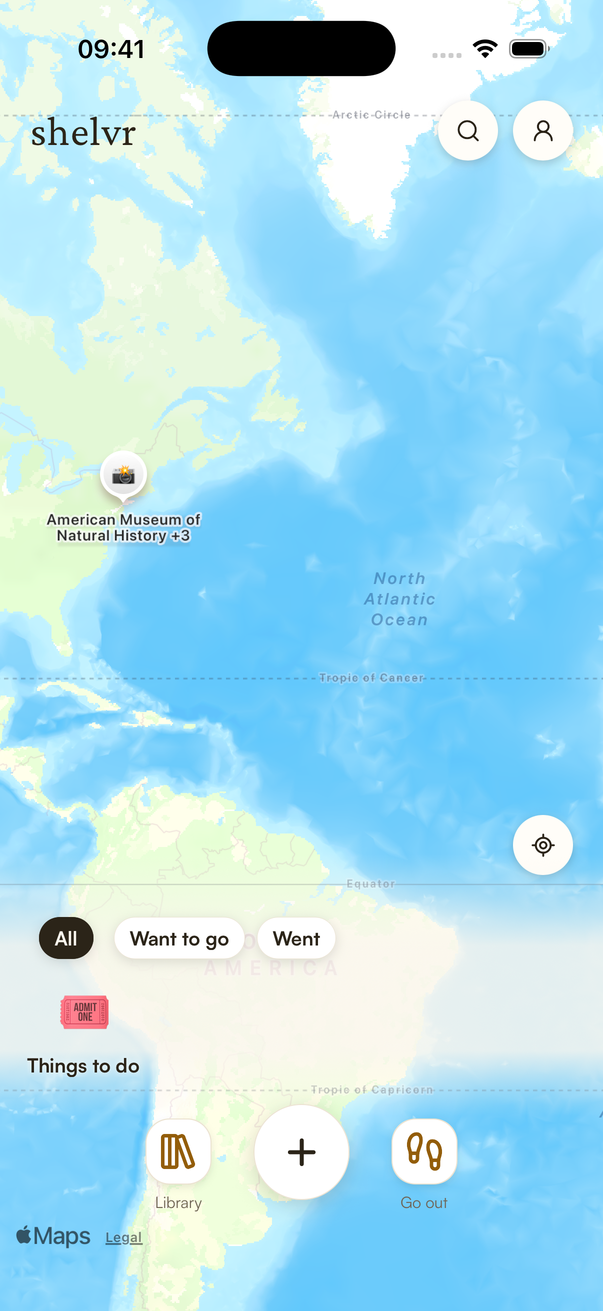 09:41
Arctic Circle
shelvr
American Museum of
Natural History +3
North
Atlantic
Ocean
Tropic of Cancer
Equator
All
Want to go
Went
AMERICA
ADMIT
ONE
Things to do
Tropic of Capricorn
Library
Go out
Maps
Legal